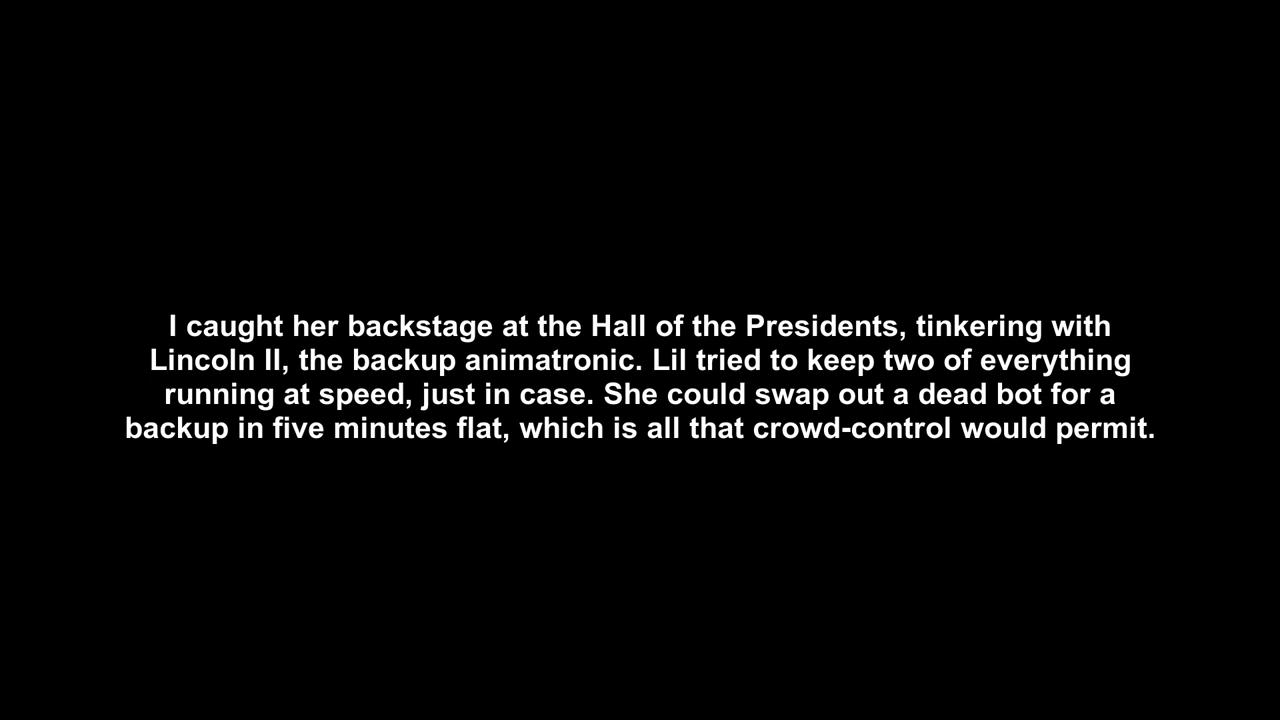 I caught her backstage at the Hall of the Presidents, tinkering with
Lincoln II, the backup animatronic. Lil tried to keep two of everything
running at speed, just in case. She could swap out a dead bot for a
backup in five minutes flat, which is all that crowd-control would permit.